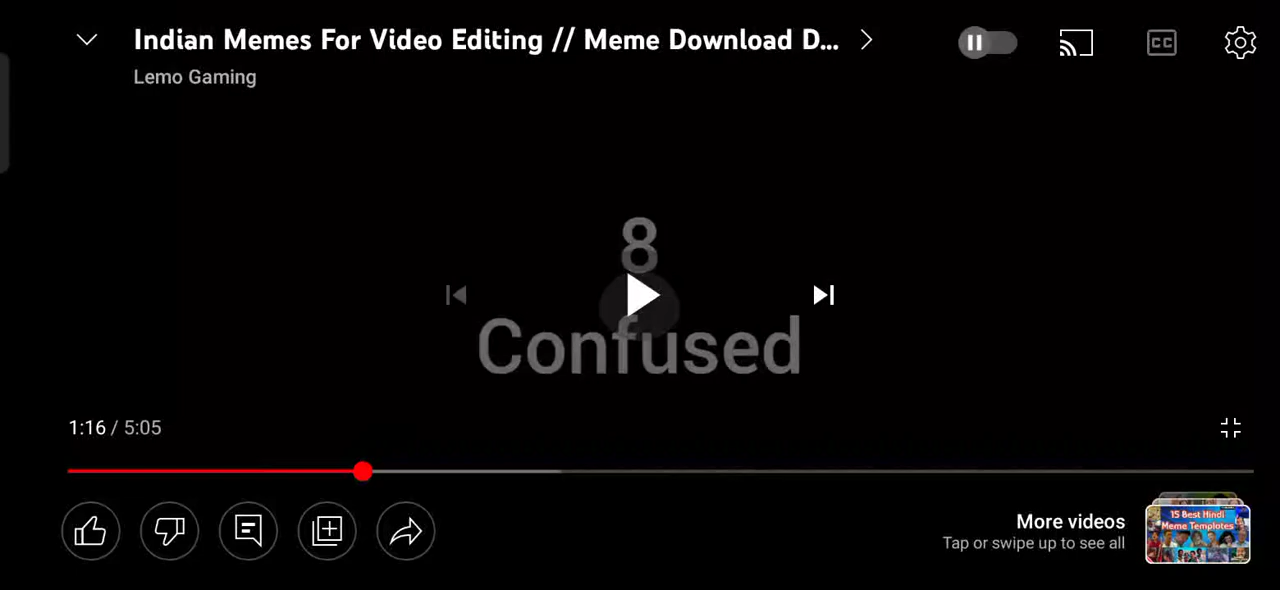 Indian Memes For Video Editing // Meme Download D...
Lemo Gaming
CC
8
Confused
1:16 / 5:05
More videos
Tap or swipe up to see all
15 Best Hindi
Meme Templates